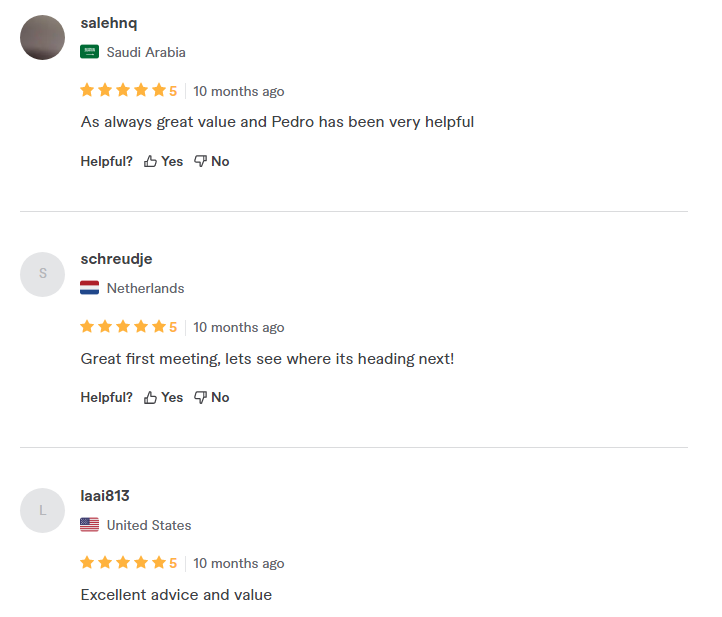 salehnq
Saudi Arabia
5 10 months ago
As always great value and Pedro has been very helpful
Helpful? Yes No
S
schreudje
Netherlands
5 10 months ago
Great first meeting, lets see where its heading next!
Helpful? Yes No
L
laai813
United States
5 10 months ago
Excellent advice and value